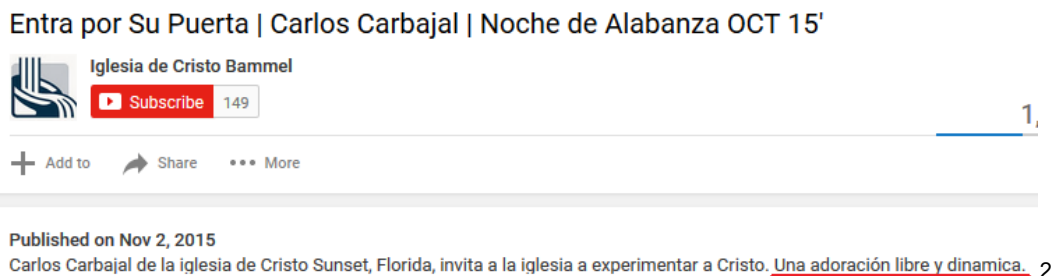 Entra por Su Puerta | Carlos Carbajal | Noche de Alabanza OCT 15'
Iglesia de Cristo Bammel
Subscribe 149
1,
Add to Share More
Published on Nov 2, 2015
Carlos Carbajal de la iglesia de Cristo Sunset, Florida, invita a la iglesia a experimentar a Cristo. Una adoración libre y dinamica. 2